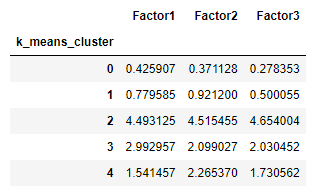 Factor1 Factor2 Factor3
k_means_cluster
0 0.425907 0.371128 0.278353
1 0.779585 0.921200 0.500055
2 4.493125 4.515455 4.654004
3 2.992957 2.099027 2.030452
4 1.541457 2.265370 1.730562